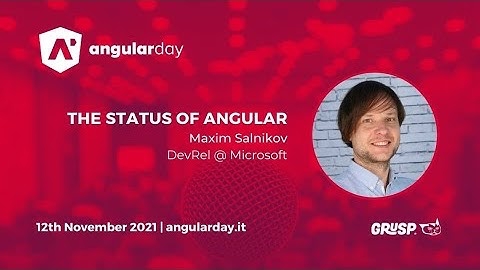 angularday
THE STATUS OF ANGULAR
Maxim Salnikov
DevRel @ Microsoft
12th November 2021 | angularday.it
GRUSP.